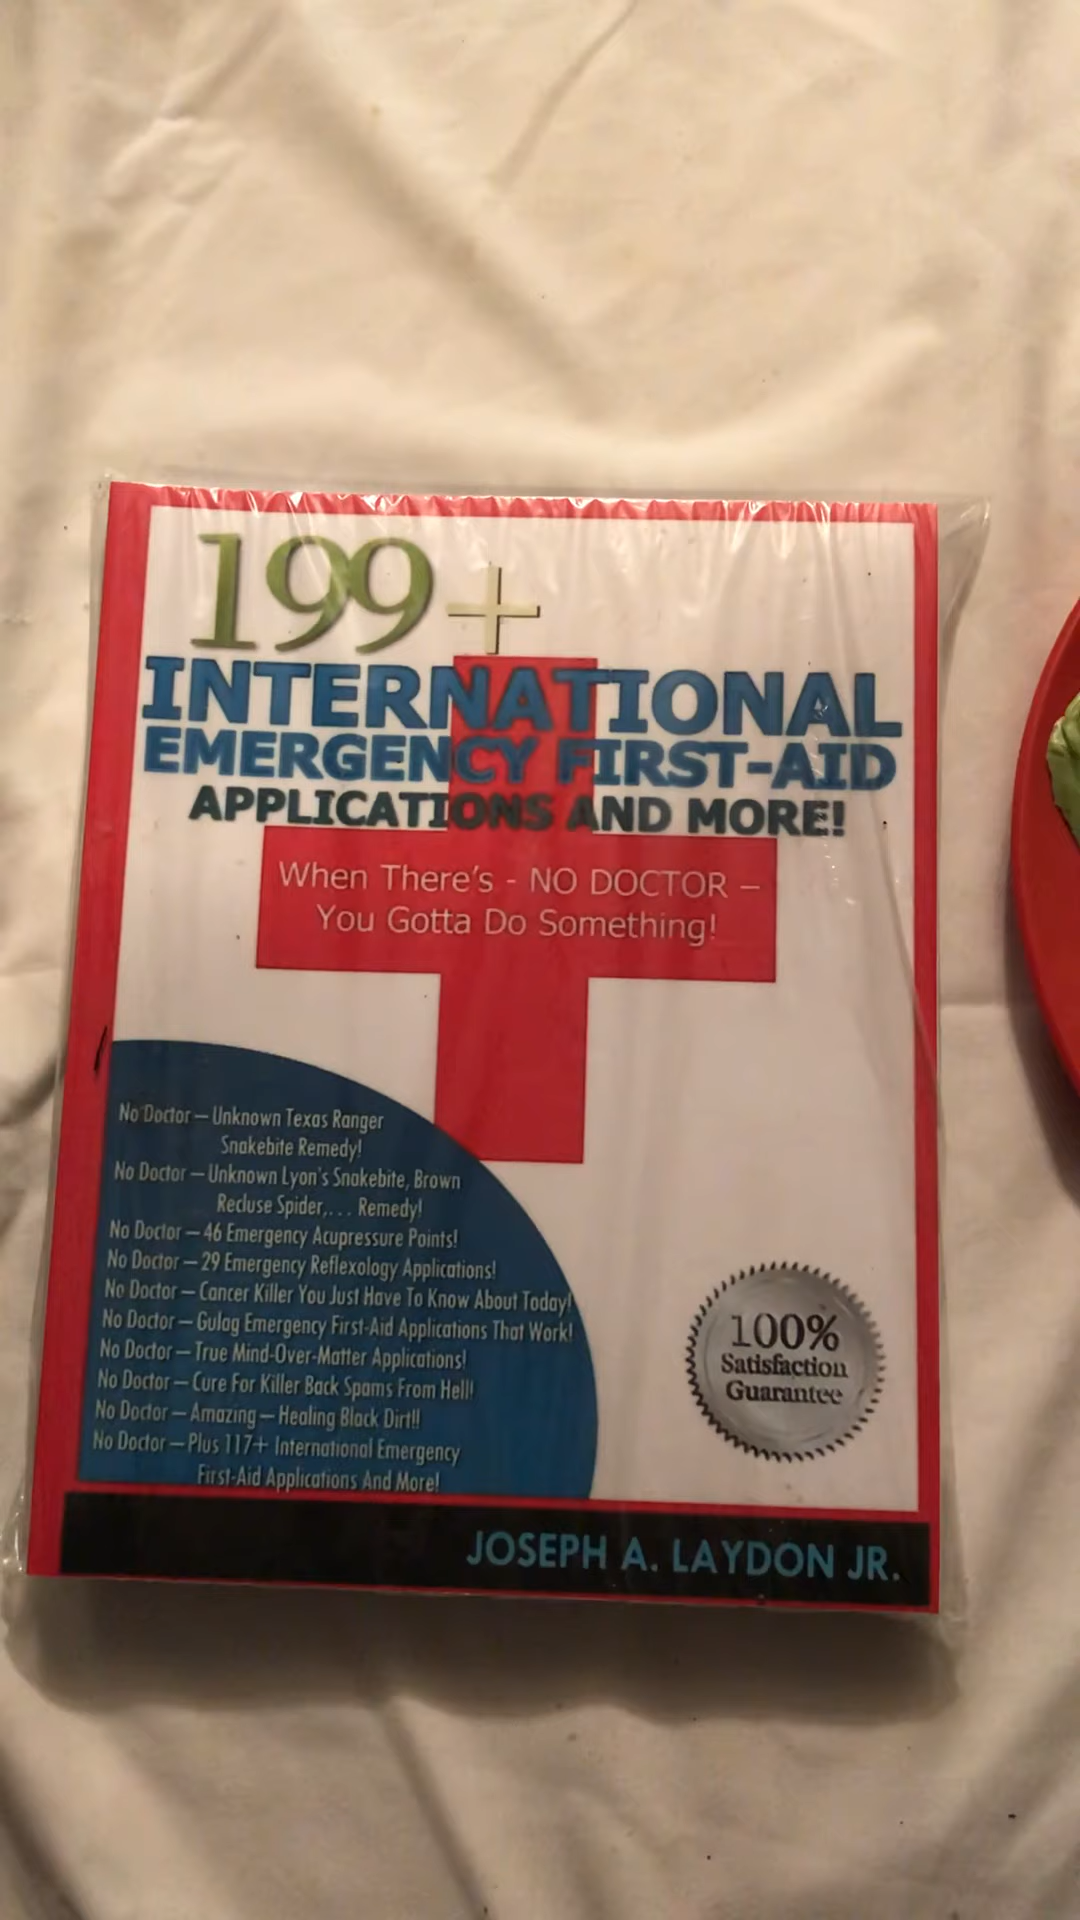 199+
INTERNATIONAL
EMERGENCY FIRST-AID
APPLICATIONS AND MORE!
When There's - NO DOCTOR –
You Gotta Do Something!
No Doctor – Unknown Texas Ranger
Snakebite Remedy!
No Doctor – Unknown Lyon's Snakebite, Brown
Recluse Spider,... Remedy!
No Doctor – 46 Emergency Acupressure Points!
No Doctor – 29 Emergency Reflexology Applications!
No Doctor – Cancer Killer You Just Have To Know About Today!
No Doctor – Gulag Emergency First-Aid Applications That Work!
No Doctor – True Mind-Over-Matter Applications!
No Doctor – Cure For Killer Back Spams From Hell!
No Doctor – Amazing – Healing Black Dirt!!
No Doctor – Plus 117+ International Emergency
First-Aid Applications And More!
100%
Satisfaction
Guarantee
JOSEPH A. LAYDON JR.